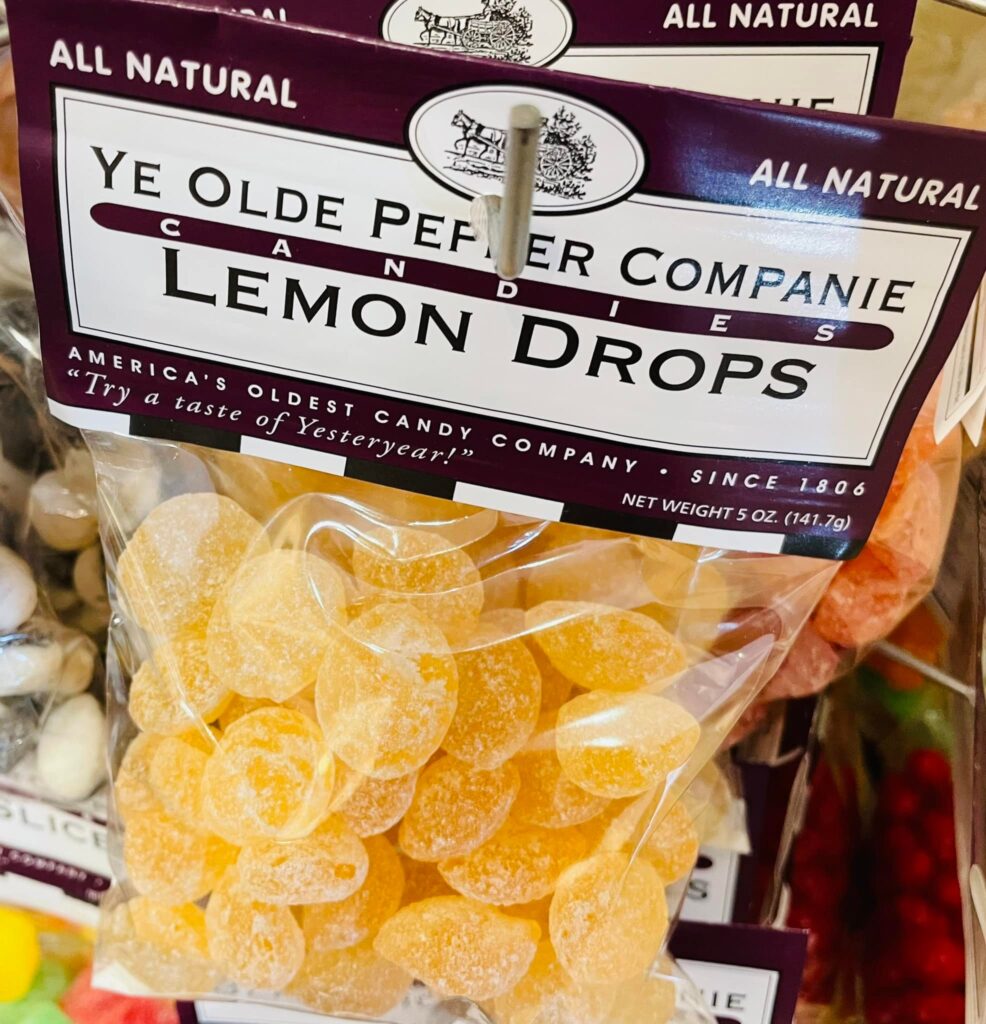 ALL NATURAL
ALL NATURAL
YE OLDE PEPPER COMPANIE
CANDIES
LEMON DROPS
AMERICA'S OLDEST CANDY COMPANY • SINCE 1806
"Try a taste of Yesteryear!"
NET WEIGHT 5 OZ. (141.7g)
ALL NATURAL
SLICE